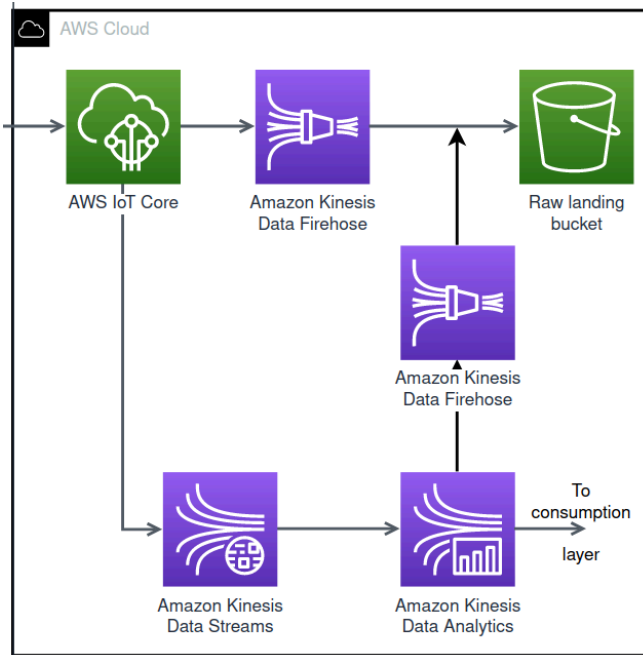 AWS Cloud
AWS IoT Core
Amazon Kinesis
Data Firehose
Raw landing
bucket
Amazon Kinesis
Data Firehose
To
consumption
layer
Amazon Kinesis
Data Streams
Amazon Kinesis
Data Analytics